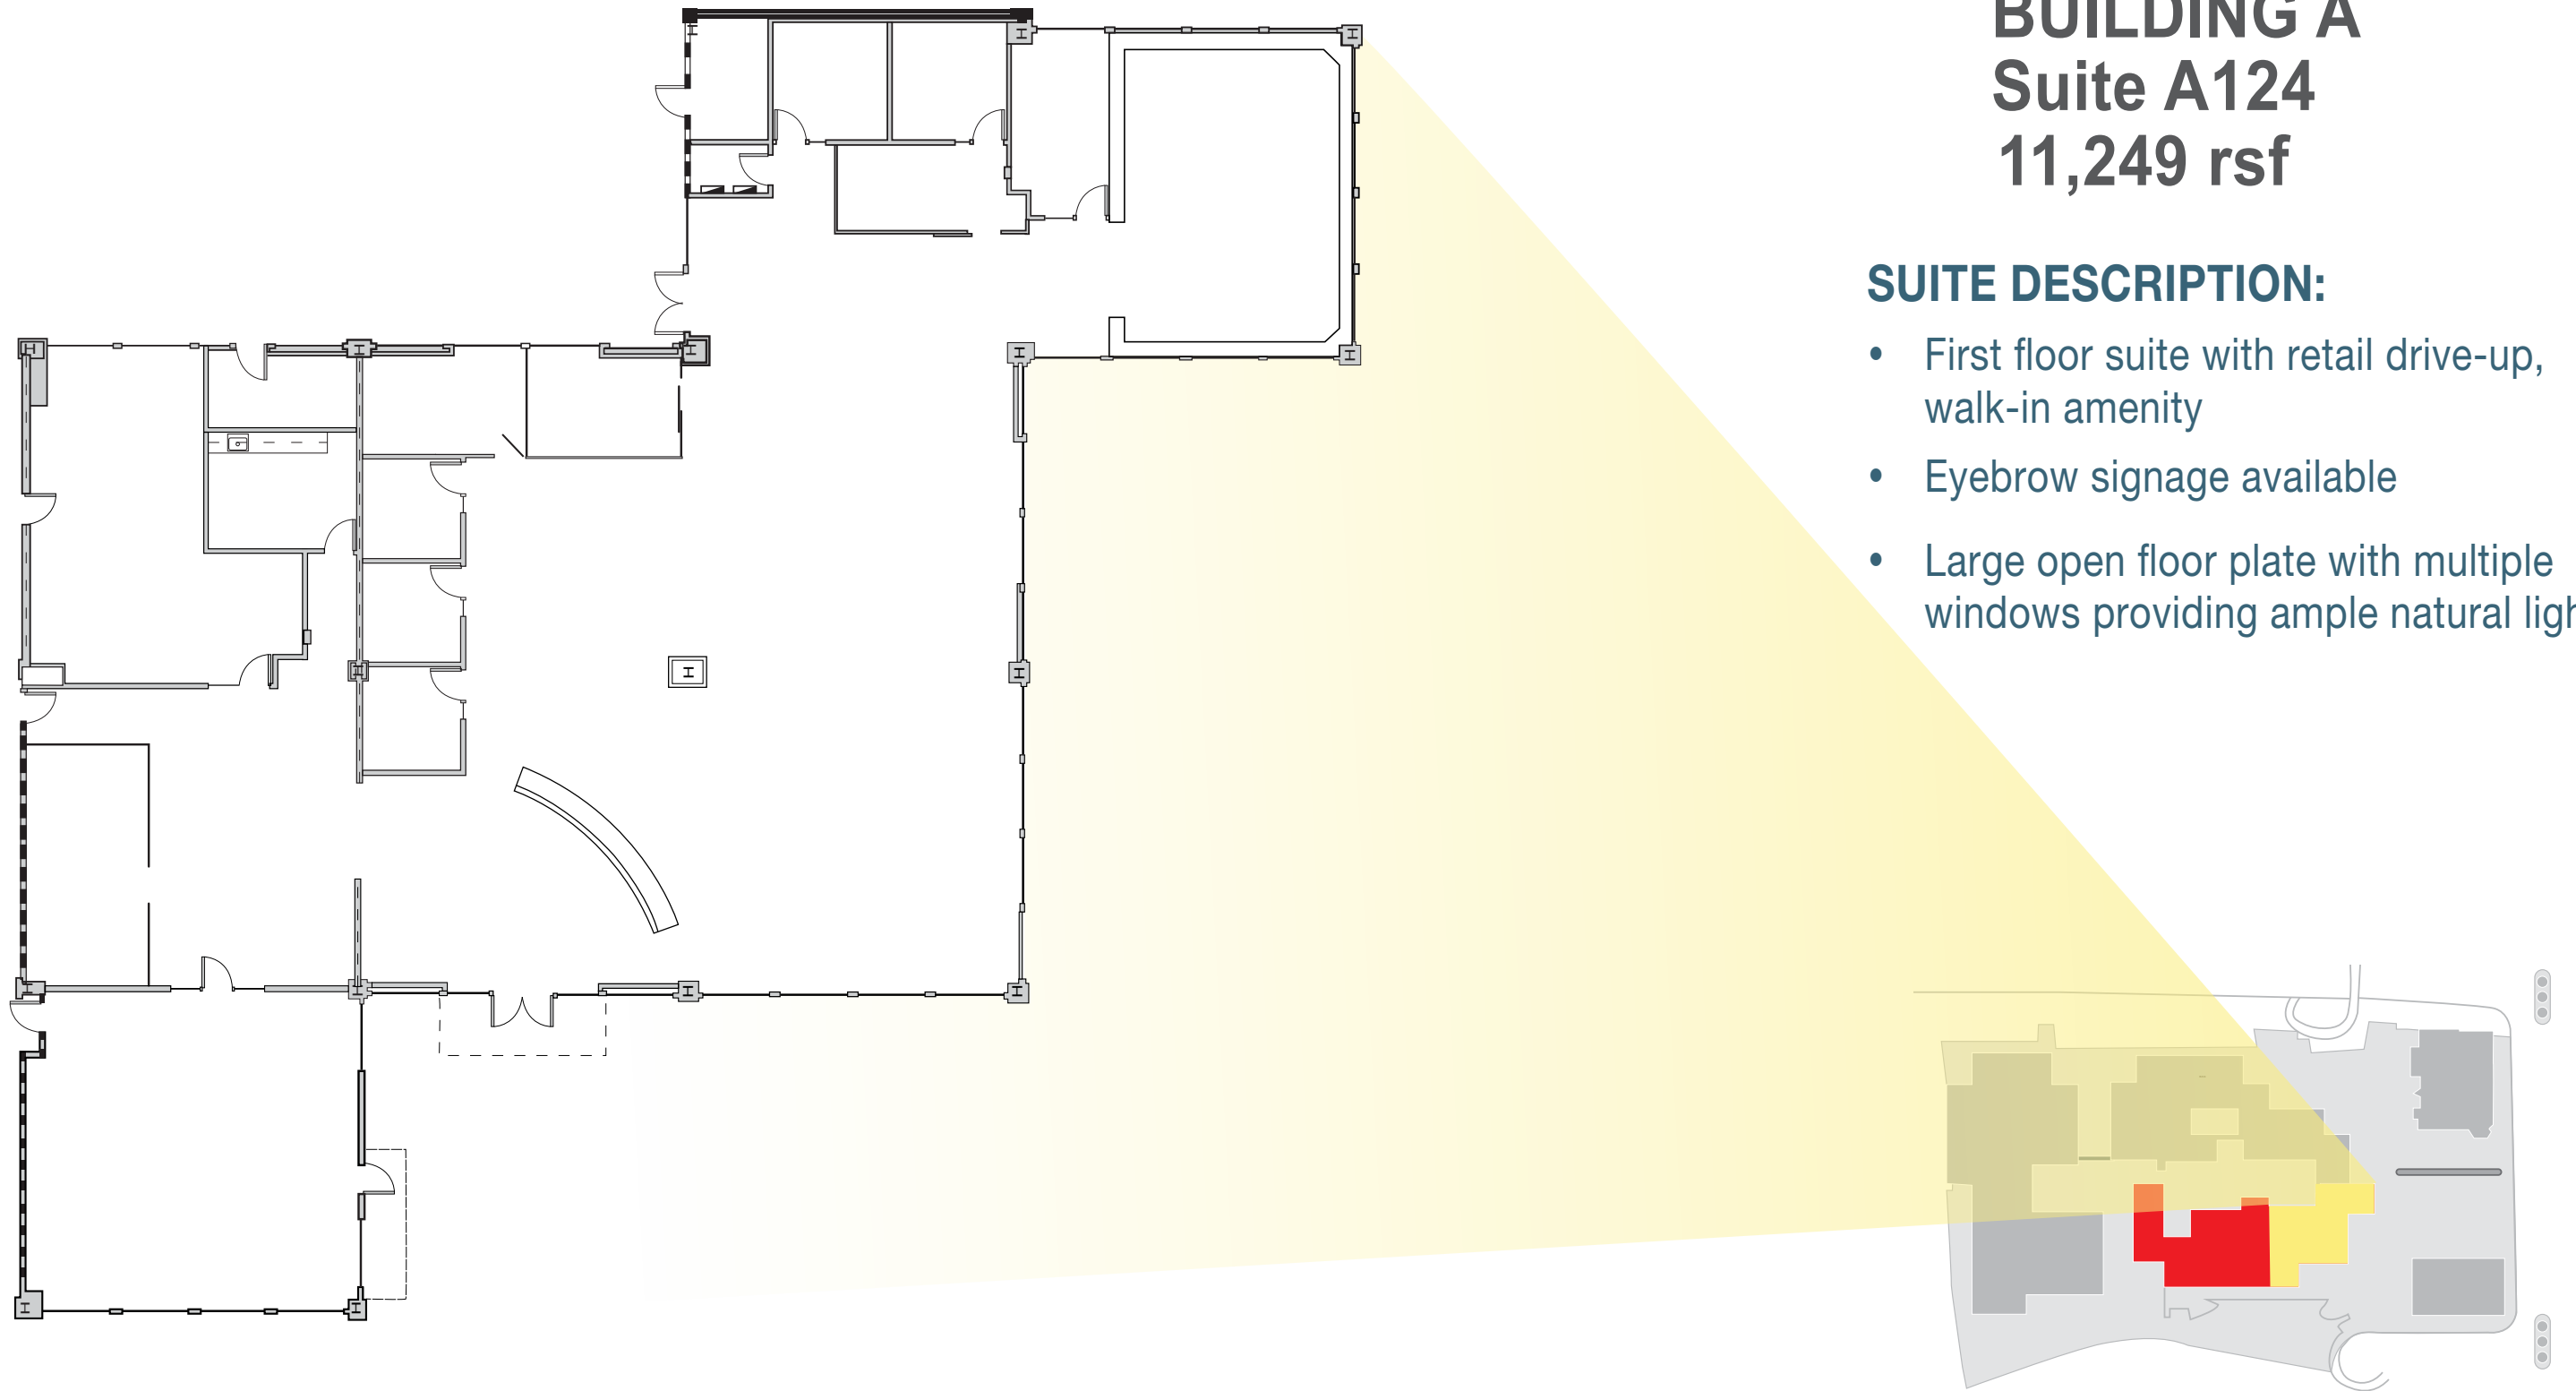 BUILDING A
Suite A124
11,249 rsf
SUITE DESCRIPTION:
• First floor suite with retail drive-up,
walk-in amenity
• Eyebrow signage available
• Large open floor plate with multiple
windows providing ample natural ligh